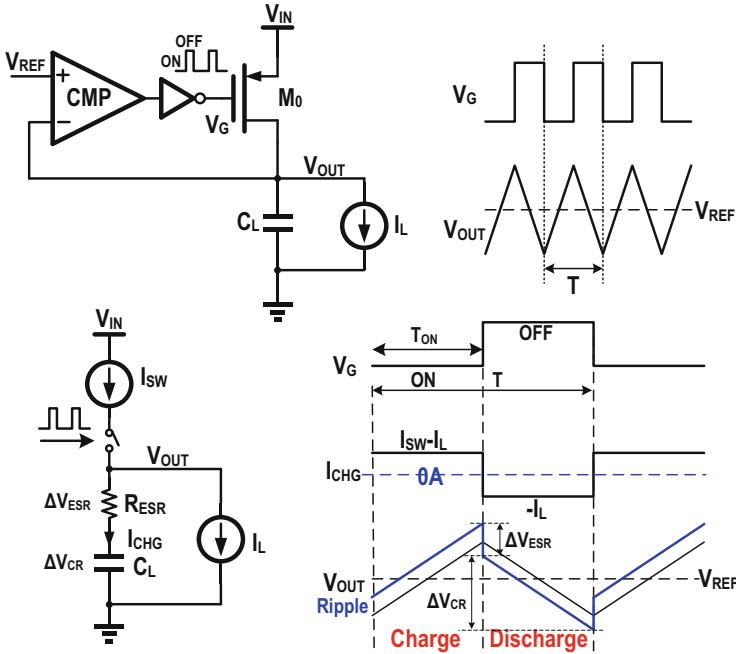 VIN
OFF
ON
VREF
+
CMP
−
VG
M0
VOUT
CL
IL
VG
VOUT
VREF
T
VIN
ISW
VOUT
ΔVESR
RESR
ICHG
ΔVCR
CL
IL
TON
OFF
VG
ON
T
ISW-IL
ICHG
0A
-IL
ΔVESR
VOUT
Ripple
ΔVCR
VREF
Charge
Discharge